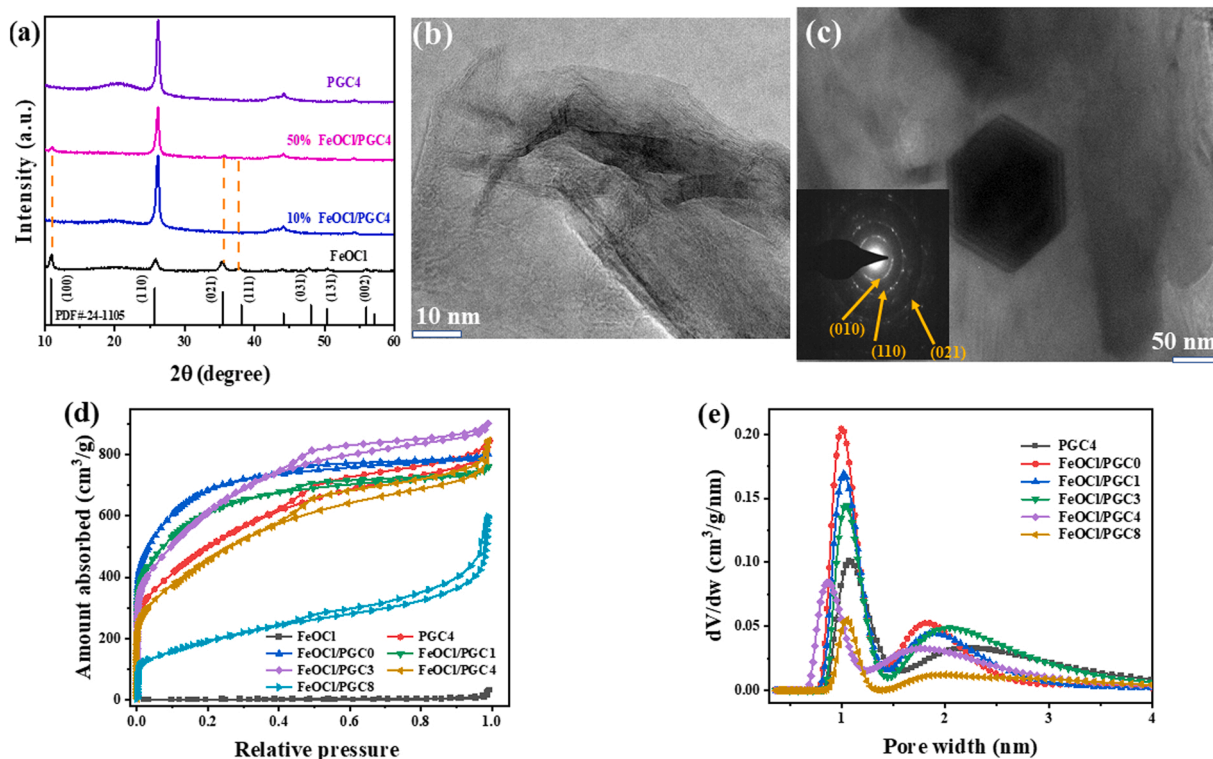 (a)
Intensity (a.u.)
PGC4
50% FeOCl/PGC4
10% FeOCl/PGC4
FeOCl
(100)
(110)
(021)
(111)
(031)
(131)
(002)
PDF#-24-1105
10 20 30 40 50 60
2θ (degree)
(b)
10 nm
(c)
(010)
(110)
(021)
50 nm
(d)
Amount absorbed (cm³/g)
800
600
400
200
0
FeOCl PGC4
FeOCl/PGC0 FeOCl/PGC1
FeOCl/PGC3 FeOCl/PGC4
FeOCl/PGC8
0.0 0.2 0.4 0.6 0.8 1.0
Relative pressure
(e)
dV/dw (cm³/g/nm)
0.20
0.15
0.10
0.05
0.00
PGC4
FeOCl/PGC0
FeOCl/PGC1
FeOCl/PGC3
FeOCl/PGC4
FeOCl/PGC8
1 2 3 4
Pore width (nm)